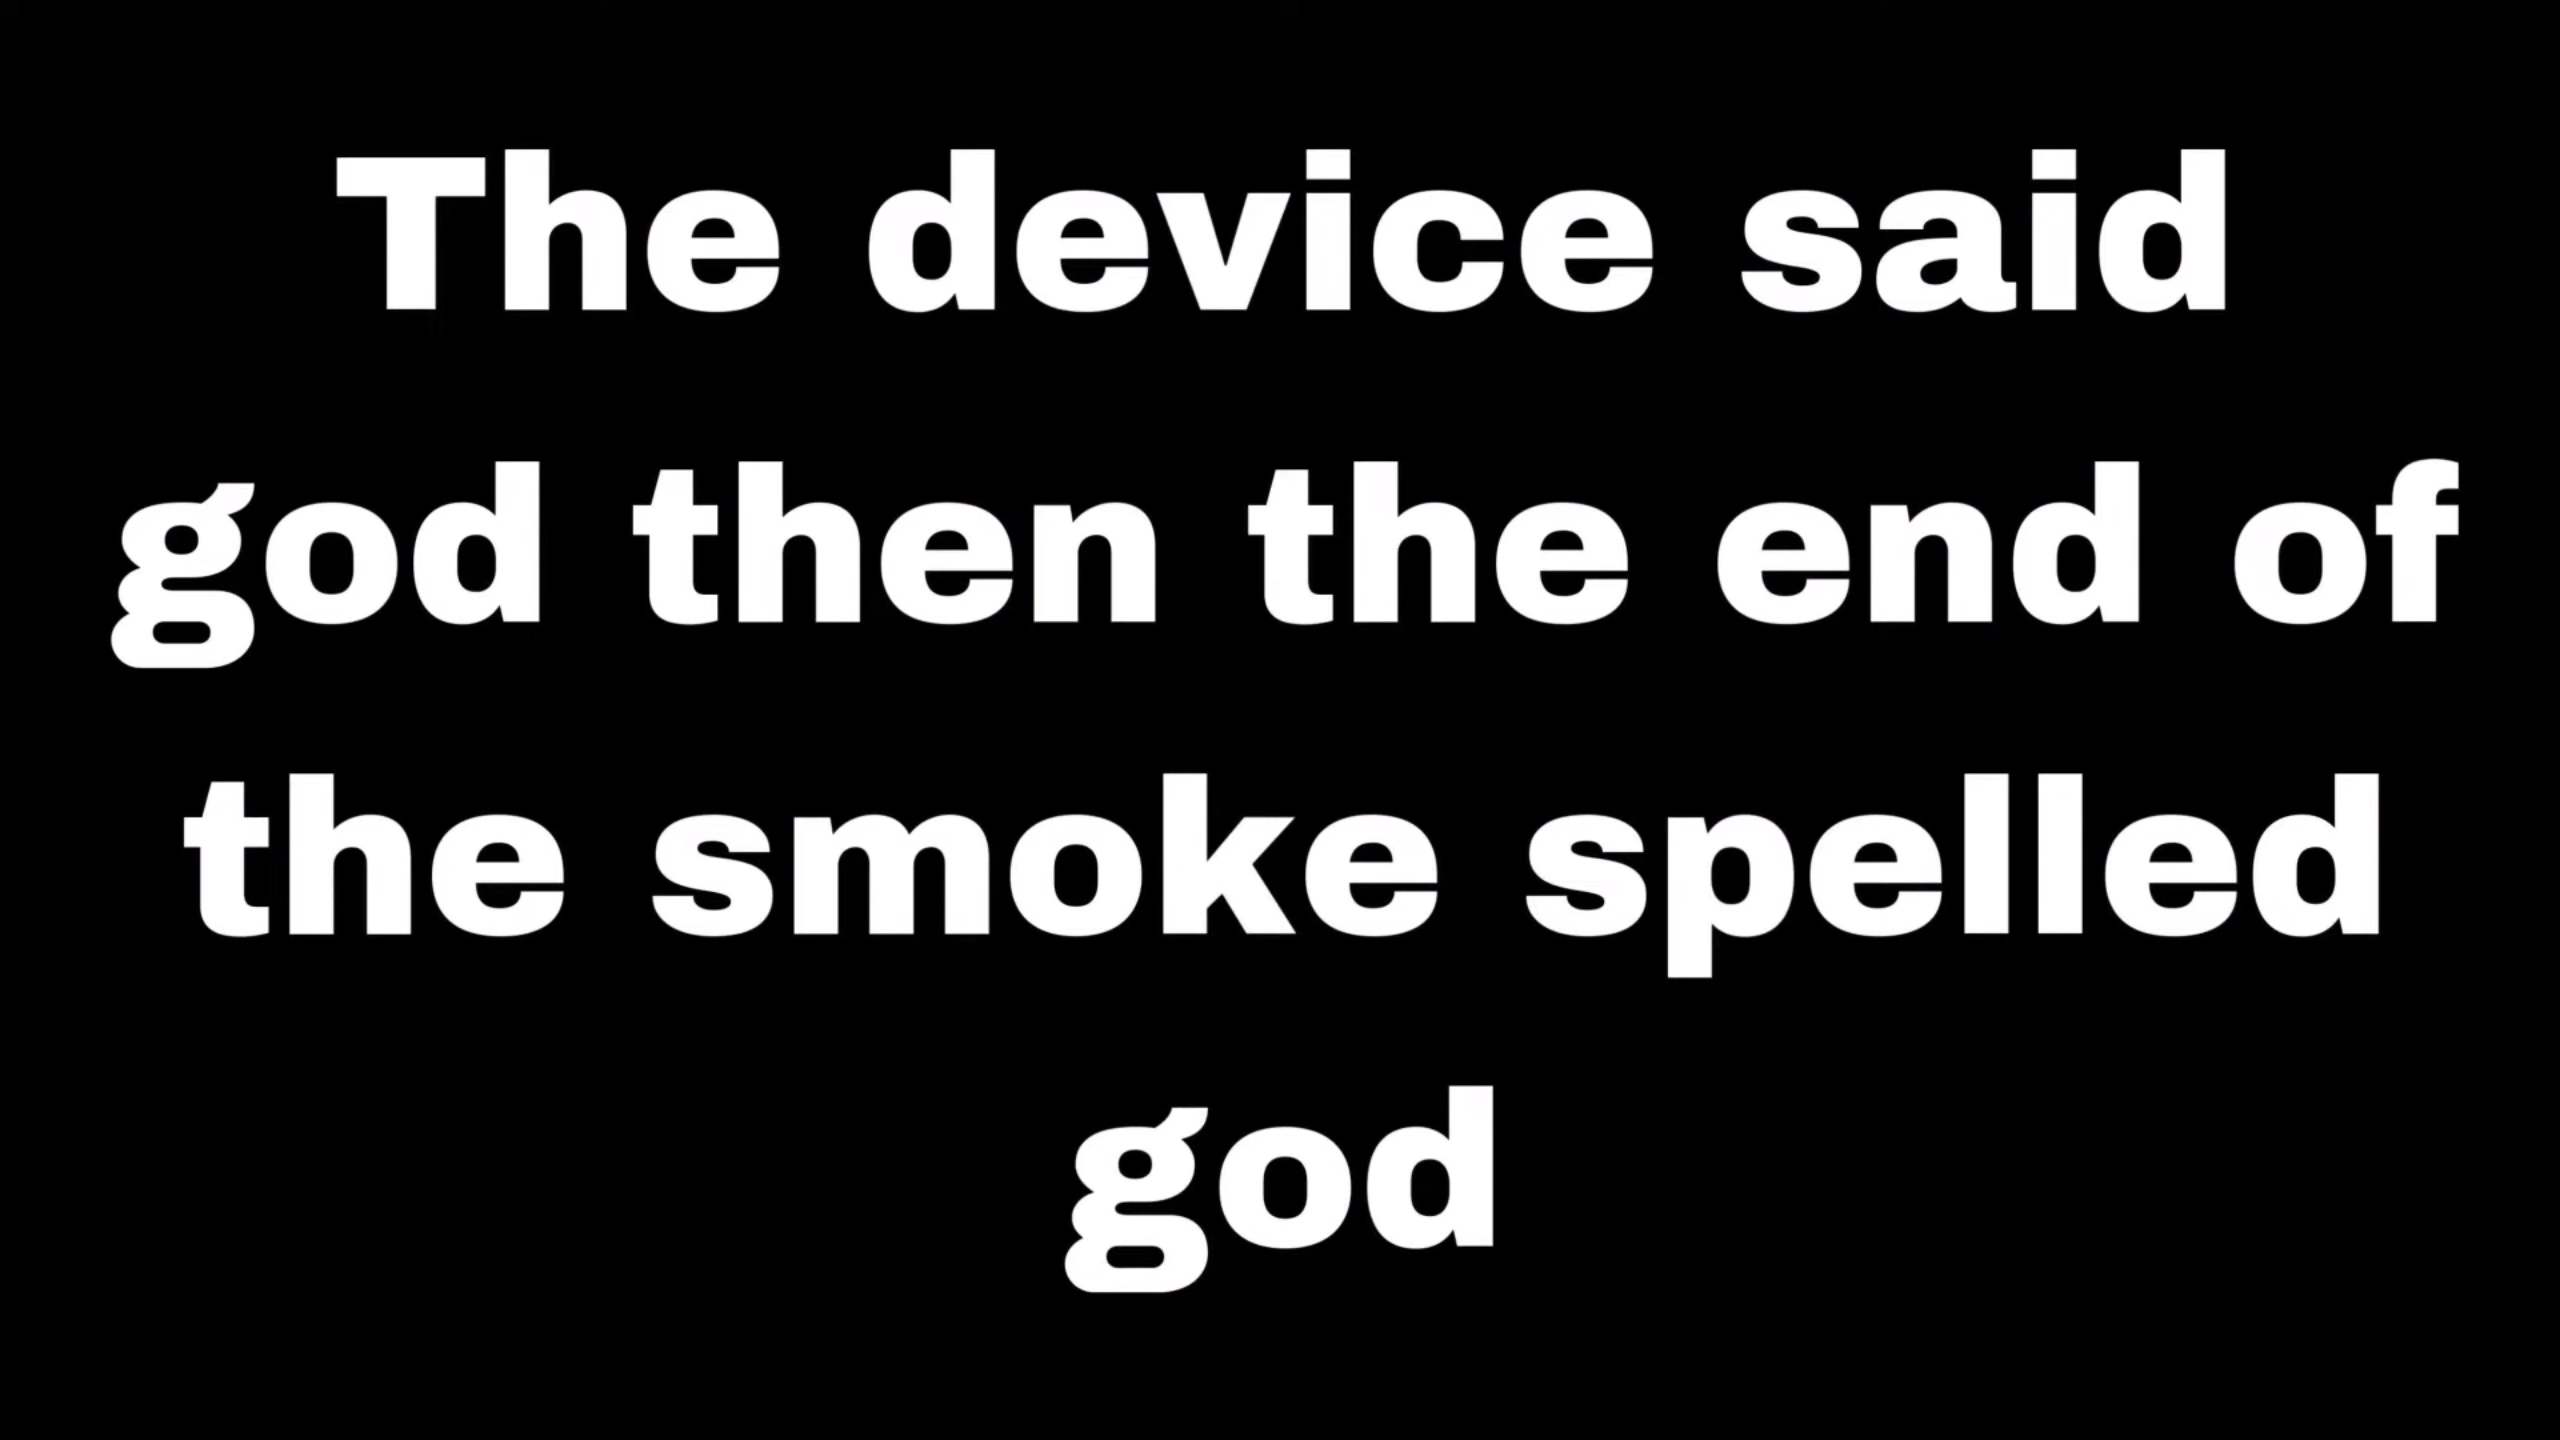 The device said
god then the end of
the smoke spelled
god